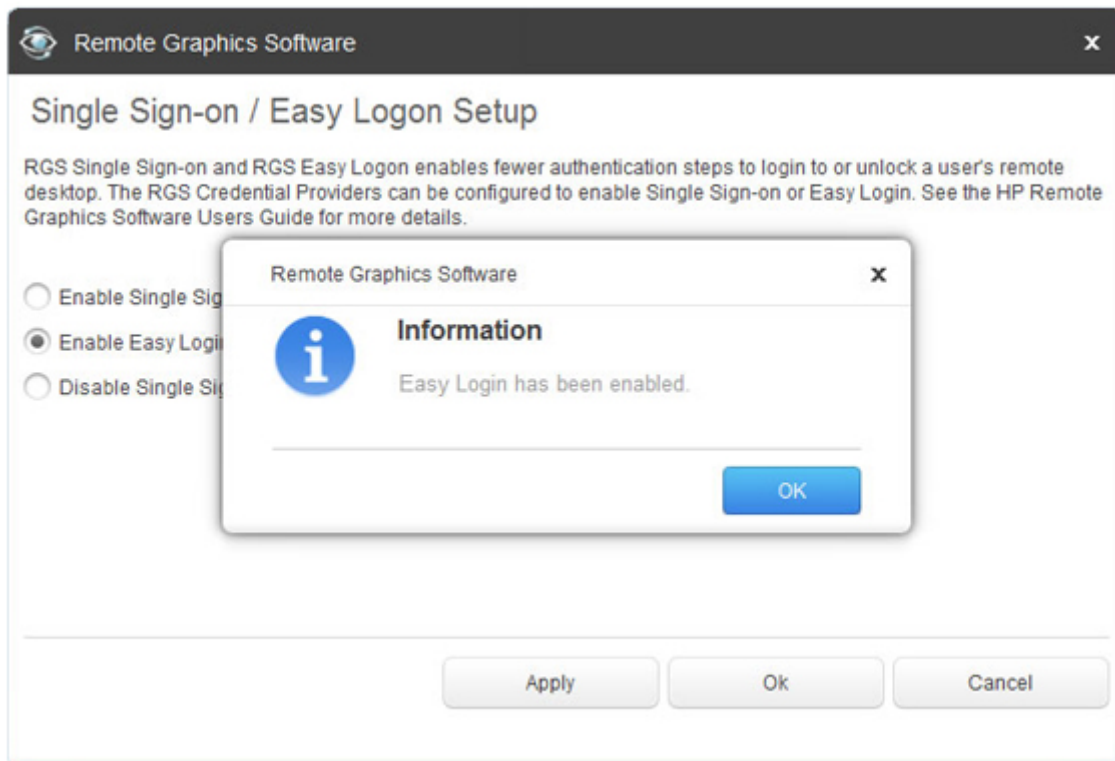 Remote Graphics Software
Single Sign-on / Easy Logon Setup
RGS Single Sign-on and RGS Easy Logon enables fewer authentication steps to login to or unlock a user's remote
desktop. The RGS Credential Providers can be configured to enable Single Sign-on or Easy Login. See the HP Remote
Graphics Software Users Guide for more details.
Remote Graphics Software
Information
Easy Login has been enabled.
OK
Enable Single
Enable Easy
Disable Single
Apply
Ok
Cancel